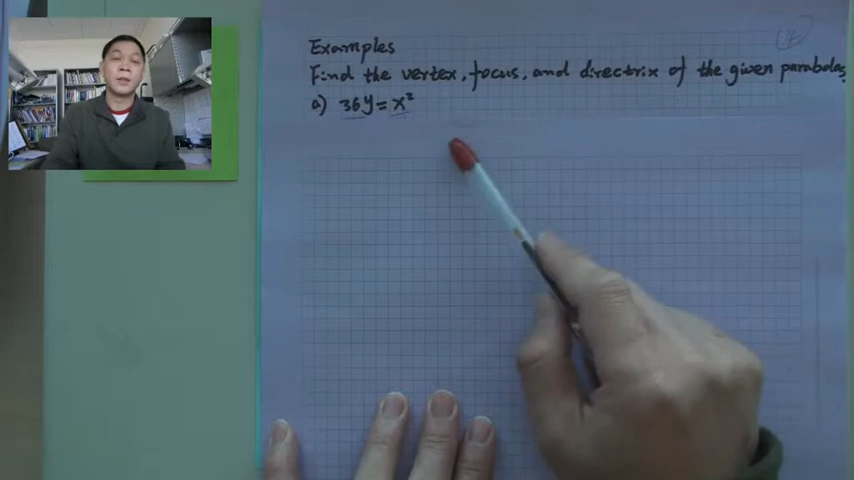 Examples
Find the vertex, focus, and directrix of the given parabolas
a) 36y = x²